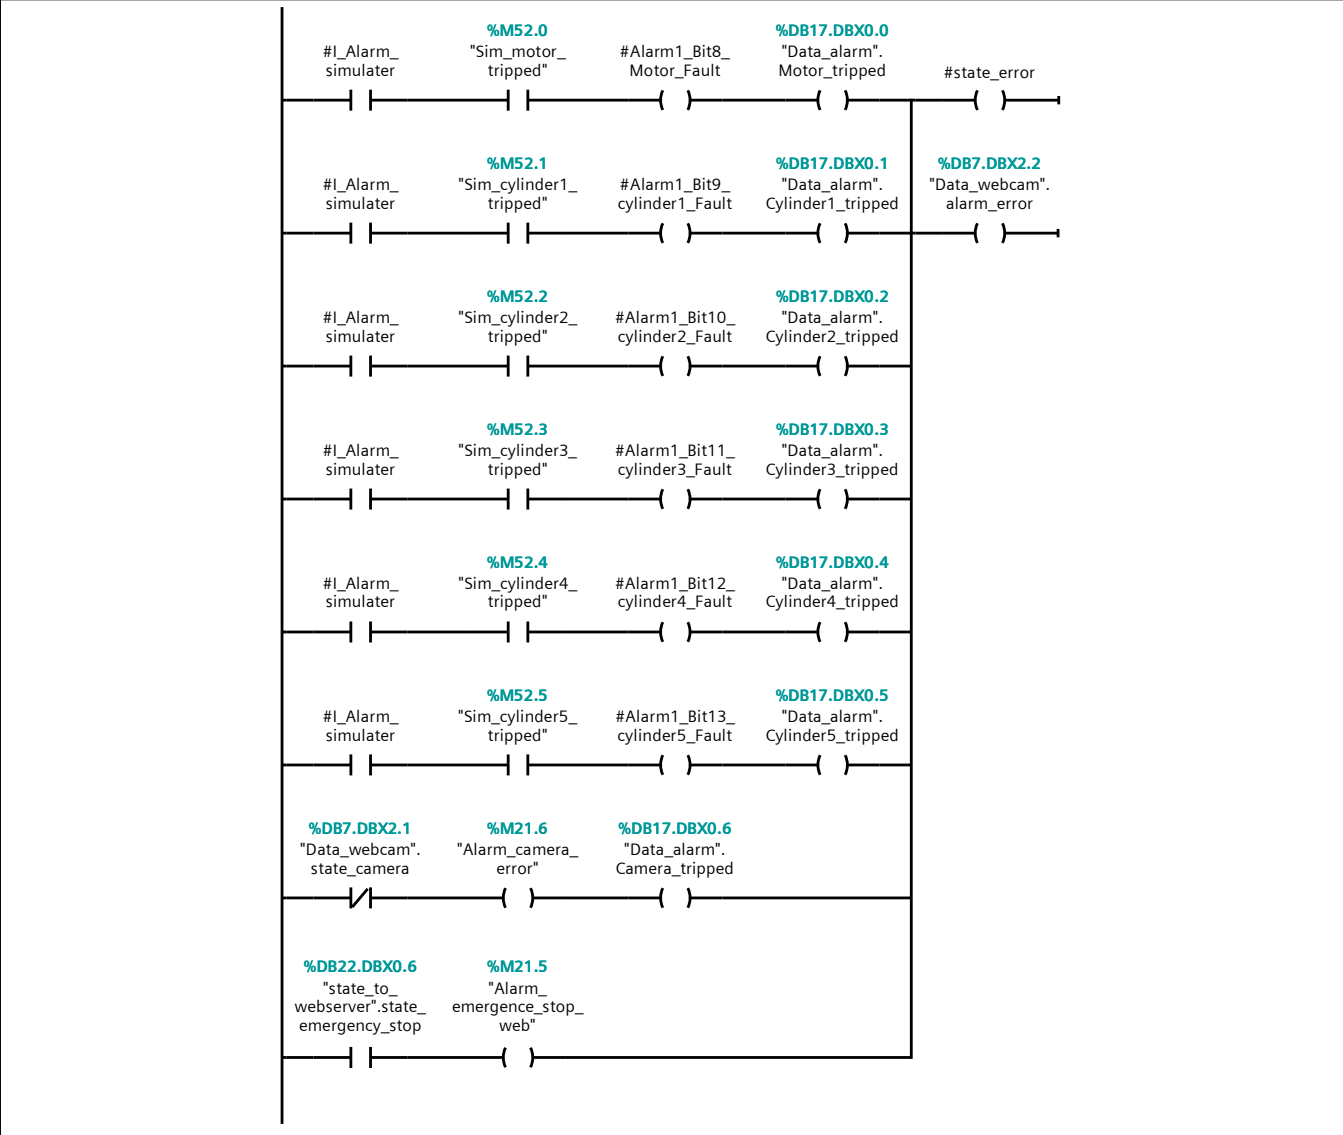 %M52.0
%DB17.DBX0.0
#I_Alarm_
simulater
"Sim_motor_
tripped"
#Alarm1_Bit8_
Motor_Fault
"Data_alarm".
Motor_tripped
#state_error
%M52.1
%DB17.DBX0.1
%DB7.DBX2.2
#I_Alarm_
simulater
"Sim_cylinder1_
tripped"
#Alarm1_Bit9_
cylinder1_Fault
"Data_alarm".
Cylinder1_tripped
"Data_webcam".
alarm_error
%M52.2
%DB17.DBX0.2
#I_Alarm_
simulater
"Sim_cylinder2_
tripped"
#Alarm1_Bit10_
cylinder2_Fault
"Data_alarm".
Cylinder2_tripped
%M52.3
%DB17.DBX0.3
#I_Alarm_
simulater
"Sim_cylinder3_
tripped"
#Alarm1_Bit11_
cylinder3_Fault
"Data_alarm".
Cylinder3_tripped
%M52.4
%DB17.DBX0.4
#I_Alarm_
simulater
"Sim_cylinder4_
tripped"
#Alarm1_Bit12_
cylinder4_Fault
"Data_alarm".
Cylinder4_tripped
%M52.5
%DB17.DBX0.5
#I_Alarm_
simulater
"Sim_cylinder5_
tripped"
#Alarm1_Bit13_
cylinder5_Fault
"Data_alarm".
Cylinder5_tripped
%DB7.DBX2.1
"Data_webcam".
state_camera
%M21.6
"Alarm_camera_
error"
%DB17.DBX0.6
"Data_alarm".
Camera_tripped
%DB22.DBX0.6
"state_to_
webserver".state_
emergency_stop
%M21.5
"Alarm_
emergence_stop_
web"